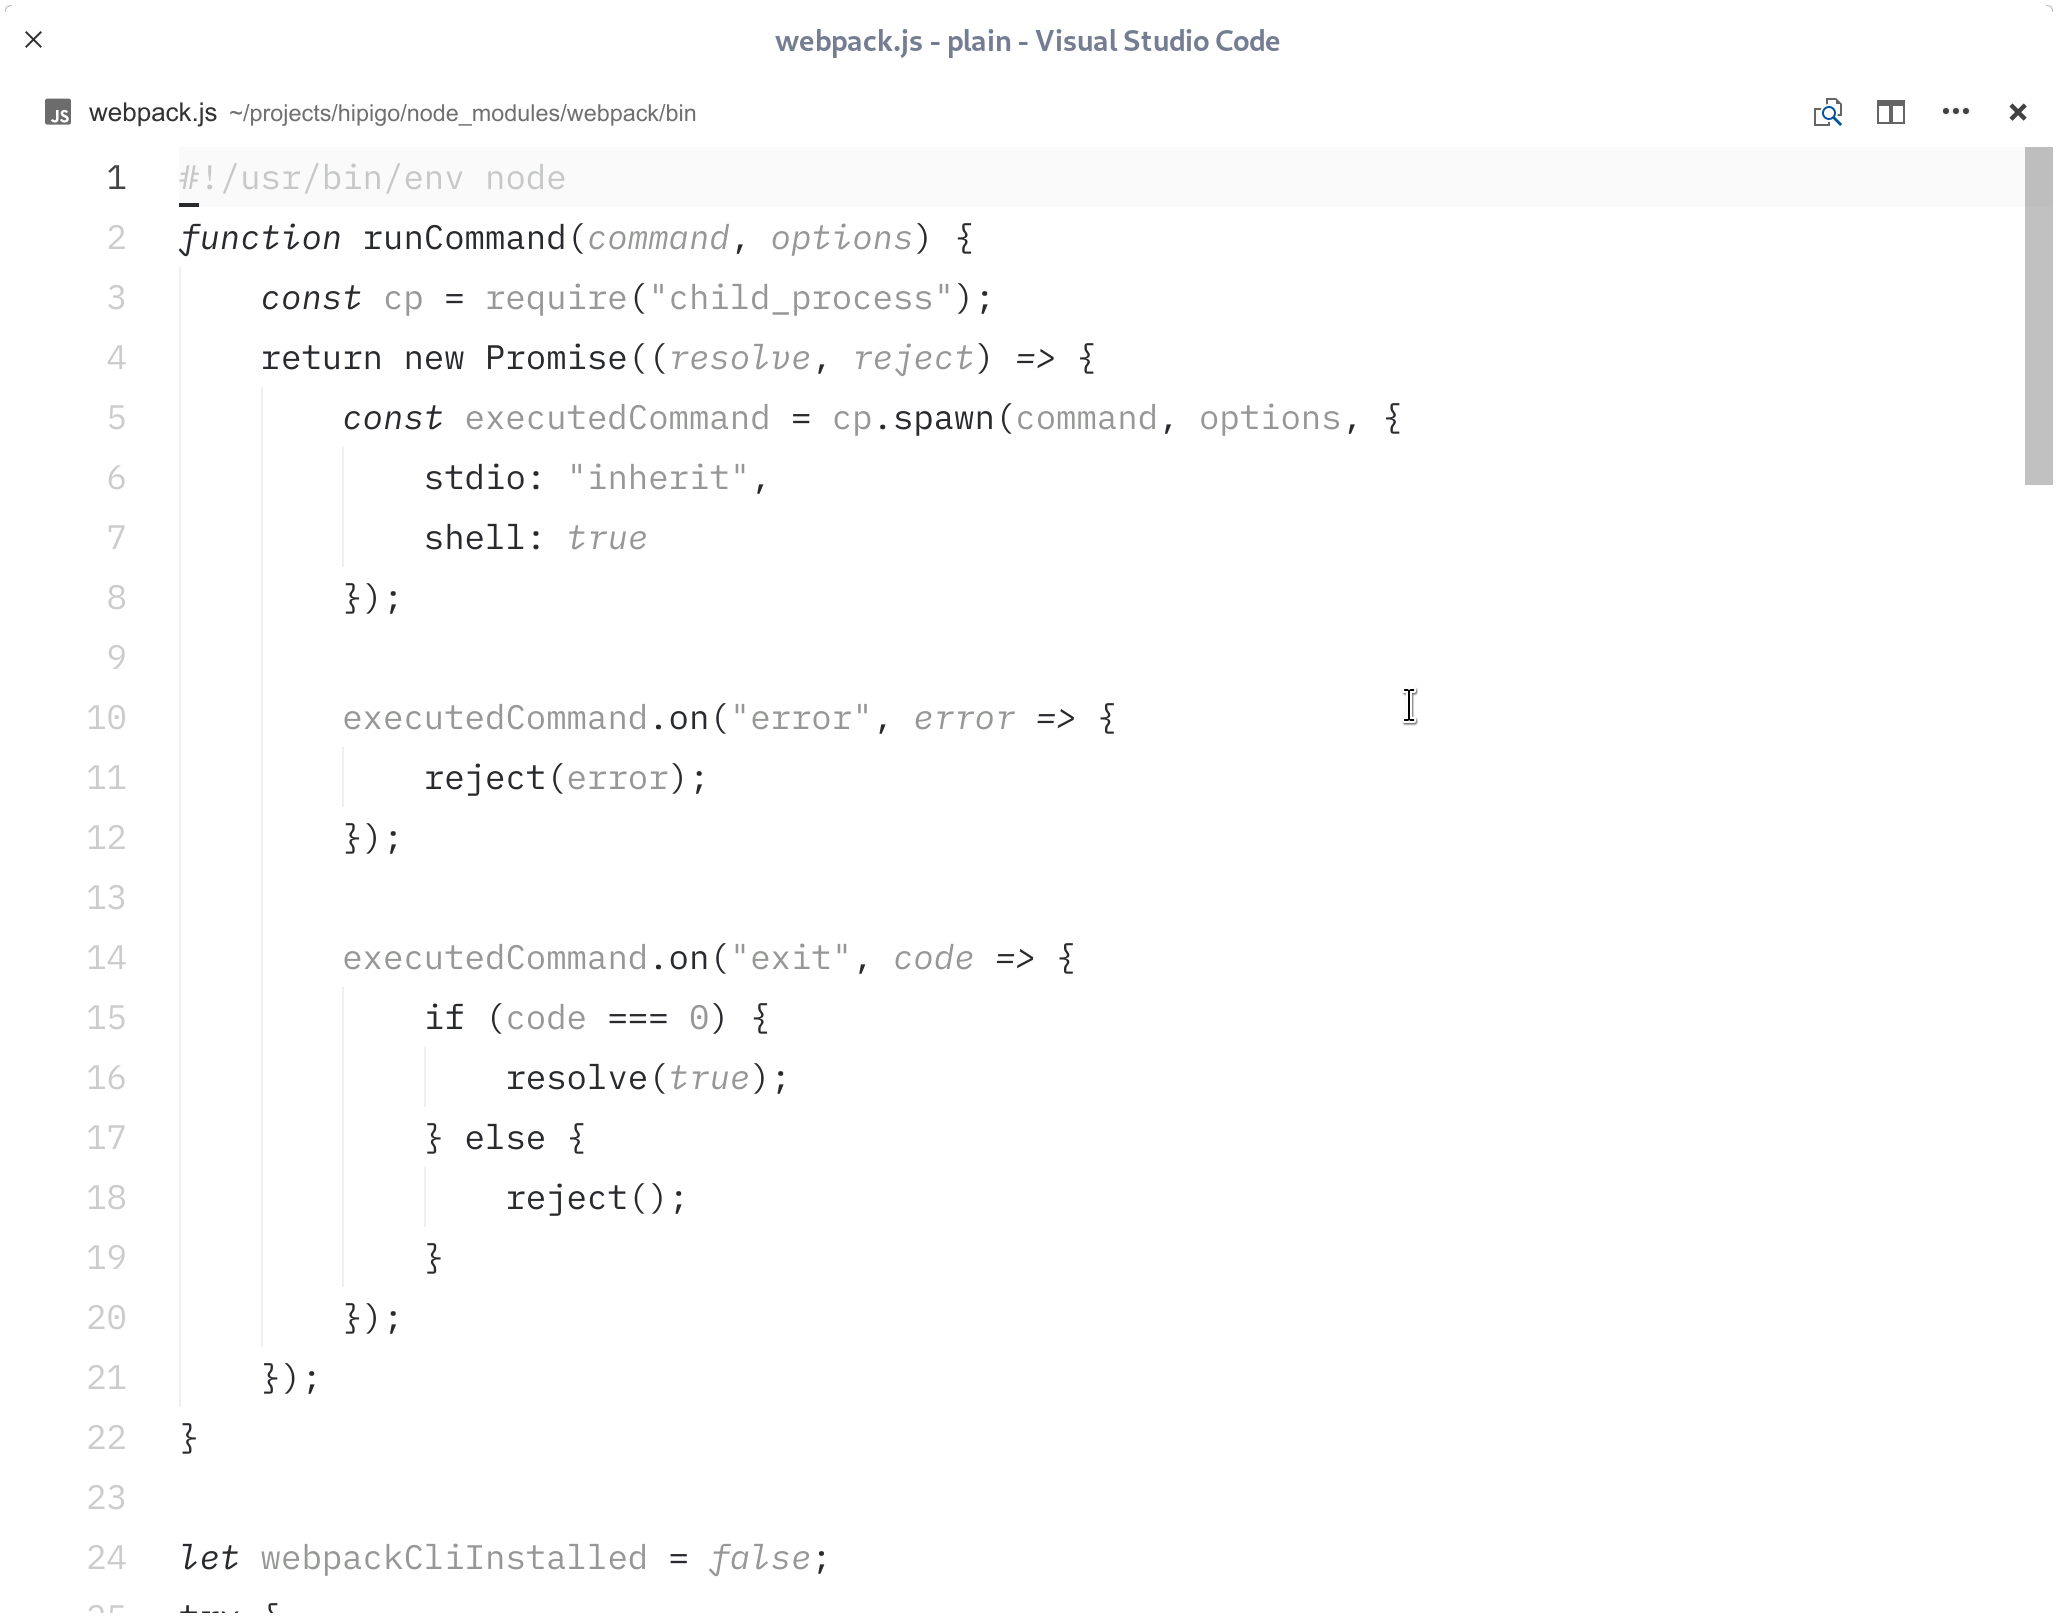 webpack.js - plain - Visual Studio Code
JS webpack.js ~/projects/hipigo/node_modules/webpack/bin
1 #!/usr/bin/env node
2 function runCommand(command, options) {
3     const cp = require("child_process");
4     return new Promise((resolve, reject) => {
5         const executedCommand = cp.spawn(command, options, {
6             stdio: "inherit",
7             shell: true
8         });
9
10         executedCommand.on("error", error => {
11             reject(error);
12         });
13
14         executedCommand.on("exit", code => {
15             if (code === 0) {
16                 resolve(true);
17             } else {
18                 reject();
19             }
20         });
21     });
22 }
23
24 let webpackCliInstalled = false;
25 try {